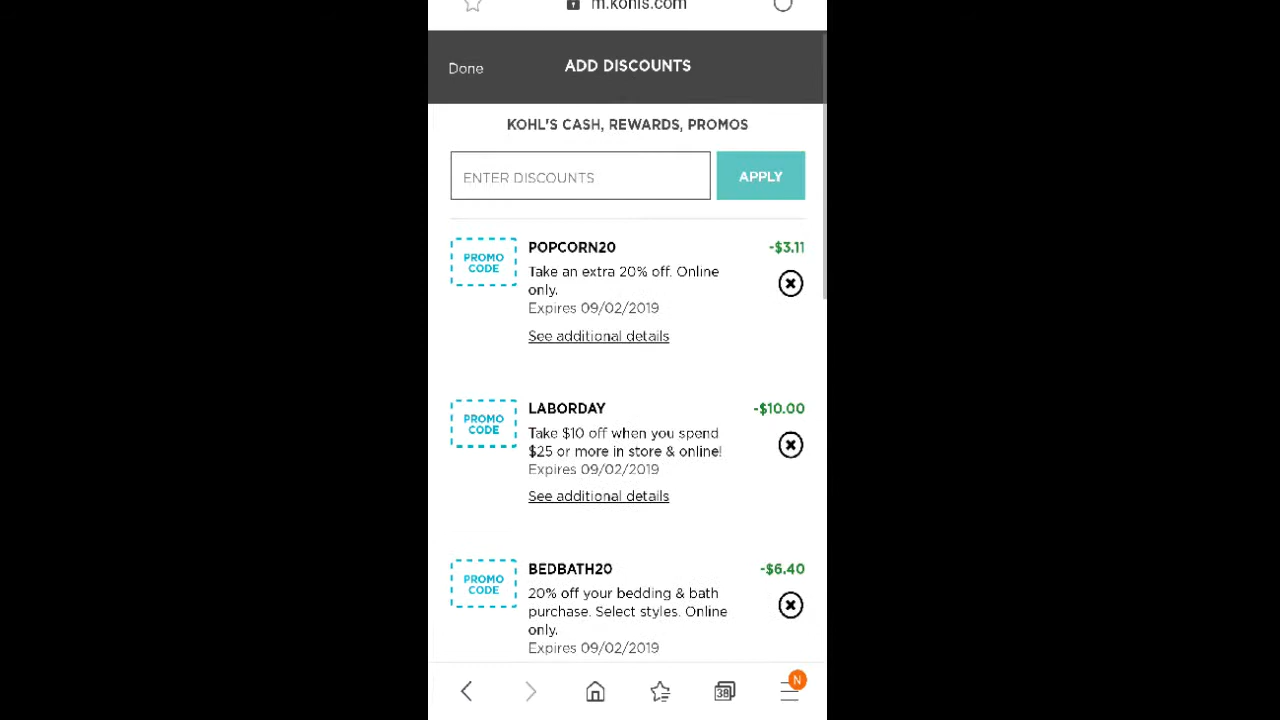 m.kohls.com
Done
ADD DISCOUNTS
KOHL'S CASH, REWARDS, PROMOS
ENTER DISCOUNTS
APPLY
PROMO
CODE
POPCORN20
-$3.11
Take an extra 20% off. Online
only.
Expires 09/02/2019
See additional details
PROMO
CODE
LABORDAY
-$10.00
Take $10 off when you spend
$25 or more in store & online!
Expires 09/02/2019
See additional details
PROMO
CODE
BEDBATH20
-$6.40
20% off your bedding & bath
purchase. Select styles. Online
only.
Expires 09/02/2019
38
N